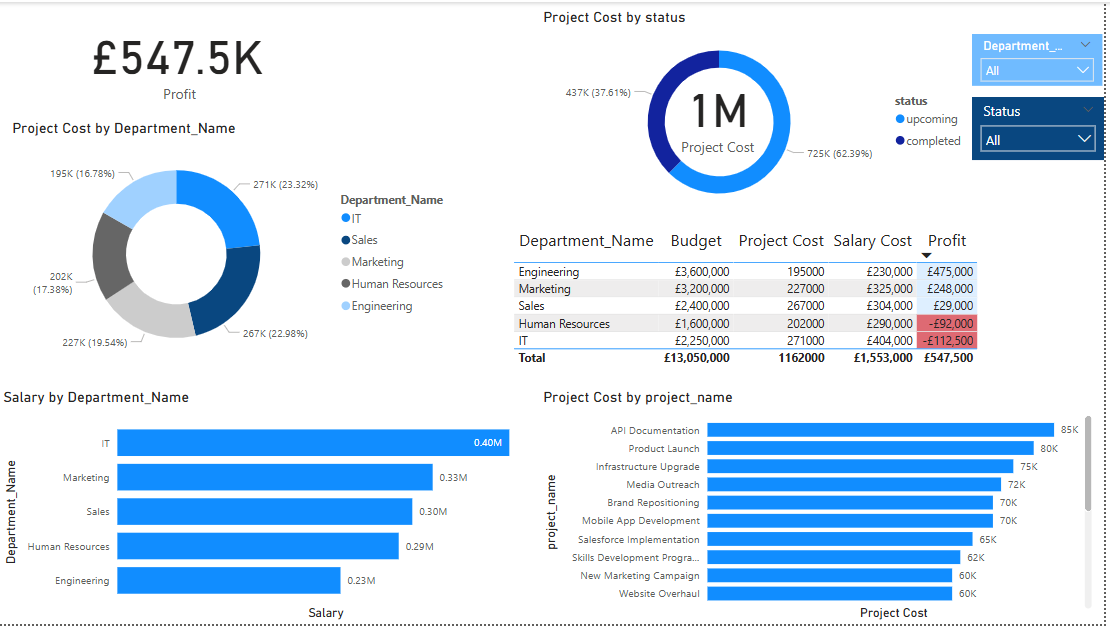 £547.5K
Profit
Project Cost by status
437K (37.61%)
1M
Project Cost
725K (62.39%)
status
upcoming
completed
Department_...
All
Status
All
Project Cost by Department_Name
195K (16.78%)
271K (23.32%)
202K
(17.38%)
227K (19.54%)
267K (22.98%)
Department_Name
IT
Sales
Marketing
Human Resources
Engineering
Department_Name Budget Project Cost Salary Cost Profit
Engineering £3,600,000 195000 £230,000 £475,000
Marketing £3,200,000 227000 £325,000 £248,000
Sales £2,400,000 267000 £304,000 £29,000
Human Resources £1,600,000 202000 £290,000 -£92,000
IT £2,250,000 271000 £404,000 -£112,500
Total £13,050,000 1162000 £1,553,000 £547,500
Salary by Department_Name
Department_Name
IT 0.40M
Marketing 0.33M
Sales 0.30M
Human Resources 0.29M
Engineering 0.23M
Salary
Project Cost by project_name
project_name
API Documentation 85K
Product Launch 80K
Infrastructure Upgrade 75K
Media Outreach 72K
Brand Repositioning 70K
Mobile App Development 70K
Salesforce Implementation 65K
Skills Development Progra... 62K
New Marketing Campaign 60K
Website Overhaul 60K
Project Cost